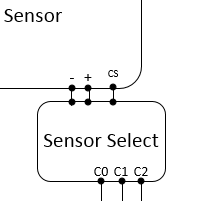 Sensor
- + cs
Sensor Select
C0 C1 C2